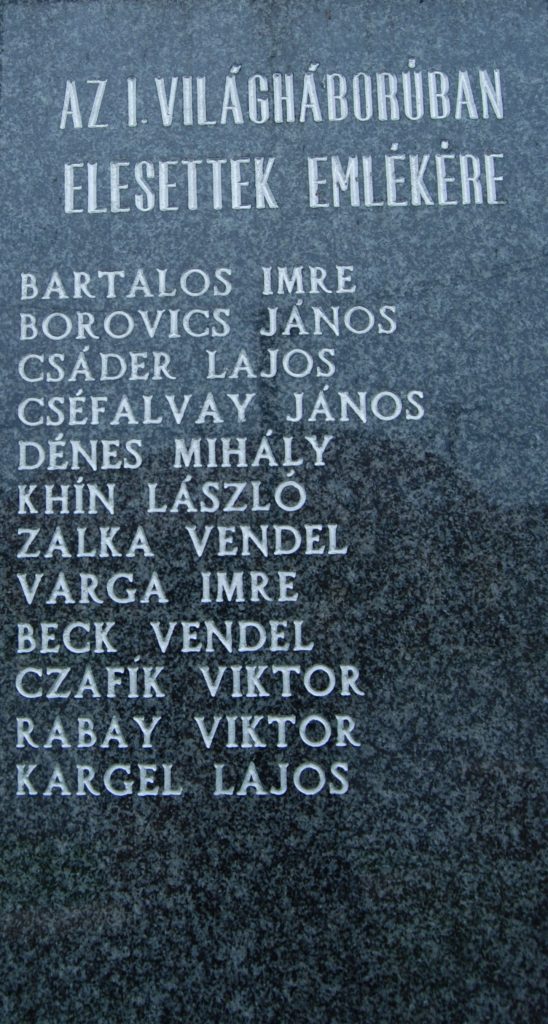 AZ I. VILÁGHÁBORÚBAN
ELESETTEK EMLÉKÉRE
BARTALOS IMRE
BOROVICS JÁNOS
CSÁDER LAJOS
CSÉFALVAY JÁNOS
DÉNES MIHÁLY
KHÍN LÁSZLÓ
ZALKA VENDEL
VARGA IMRE
BECK VENDEL
CZAFÍK VIKTOR
RABAY VIKTOR
KARGEL LAJOS